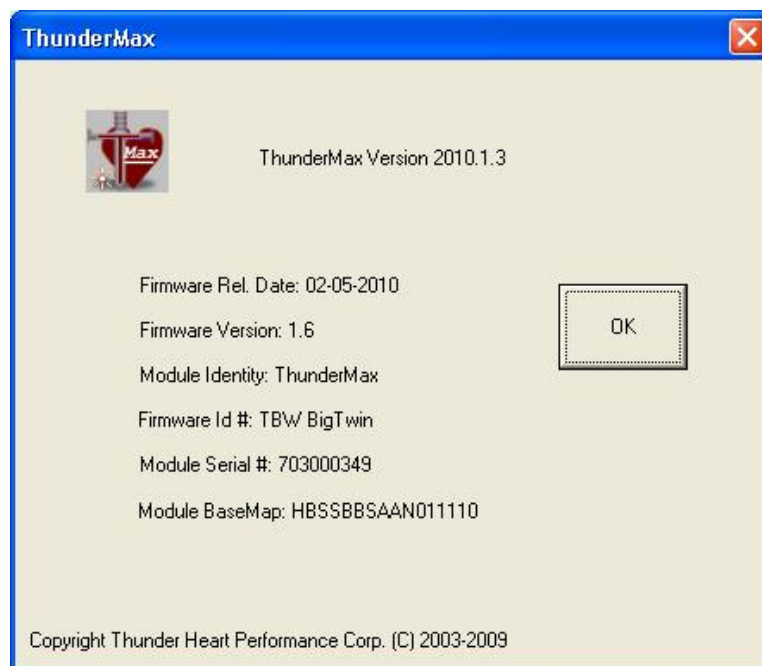 ThunderMax
Max
ThunderMax Version 2010.1.3
Firmware Rel. Date: 02-05-2010
OK
Firmware Version: 1.6
Module Identity: ThunderMax
Firmware Id #: TBW BigTwin
Module Serial #: 703000349
Module BaseMap: HBSSBBSAAN011110
Copyright Thunder Heart Performance Corp. (C) 2003-2009